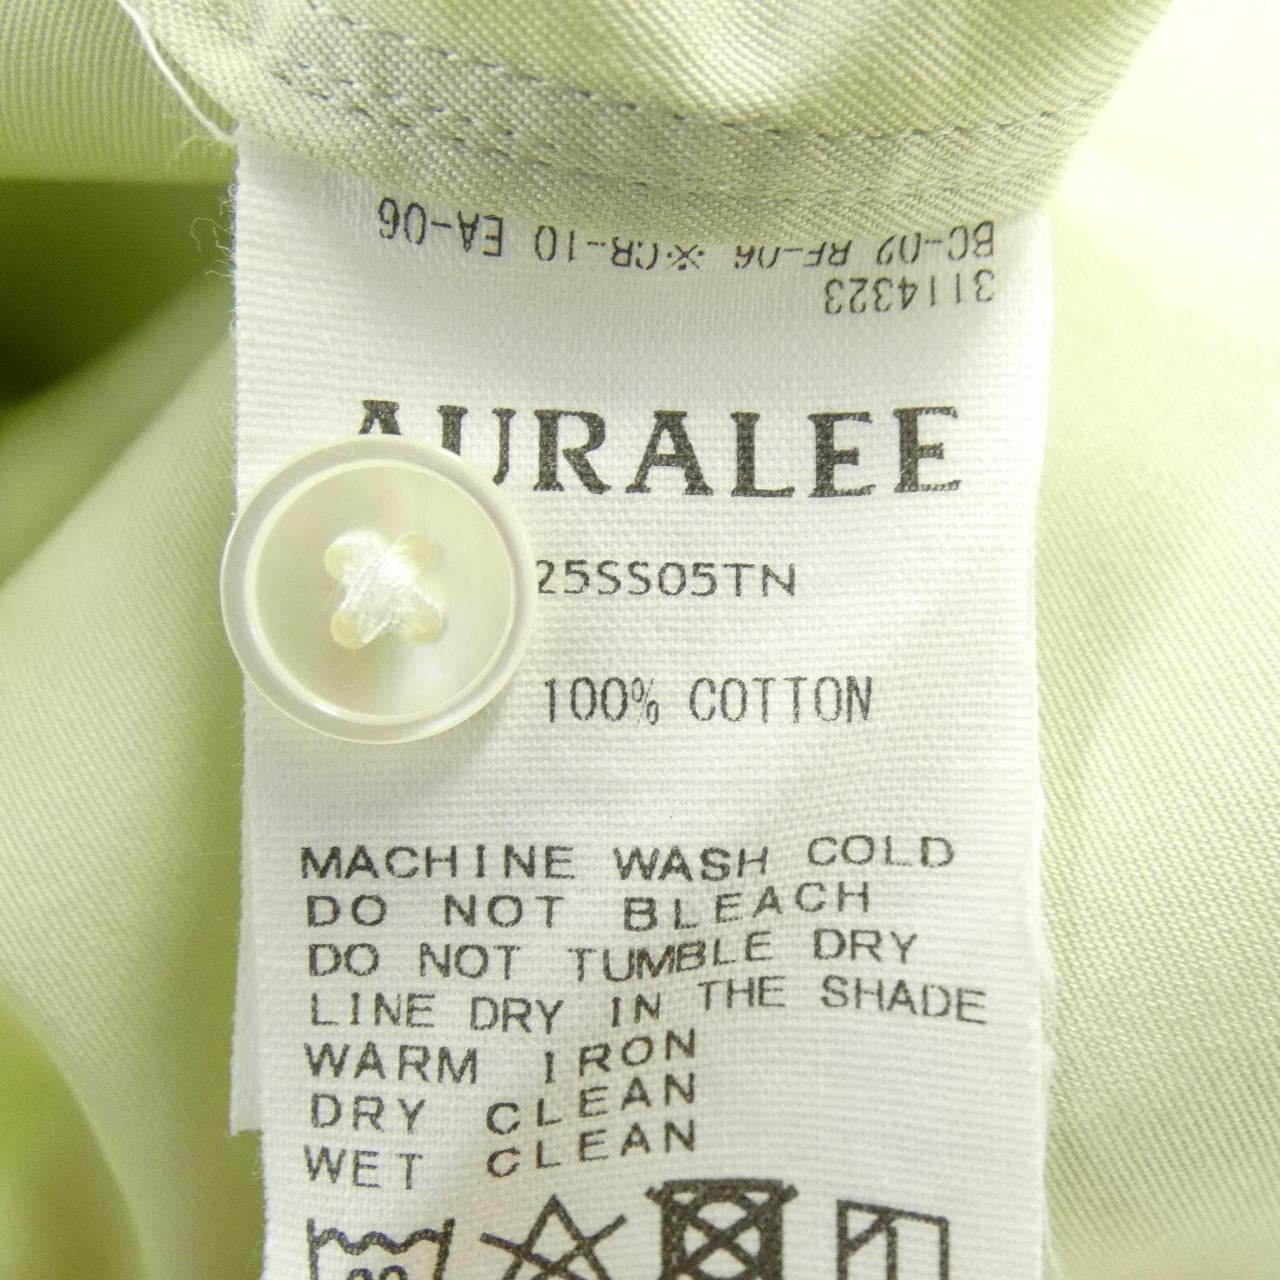 BC-09 RF-06 ※CR-10 EA-06
3114323
AURALEE
25SS05TN
100% COTTON
MACHINE WASH COLD
DO NOT BLEACH
DO NOT TUMBLE DRY
LINE DRY IN THE SHADE
WARM IRON
DRY CLEAN
WET CLEAN